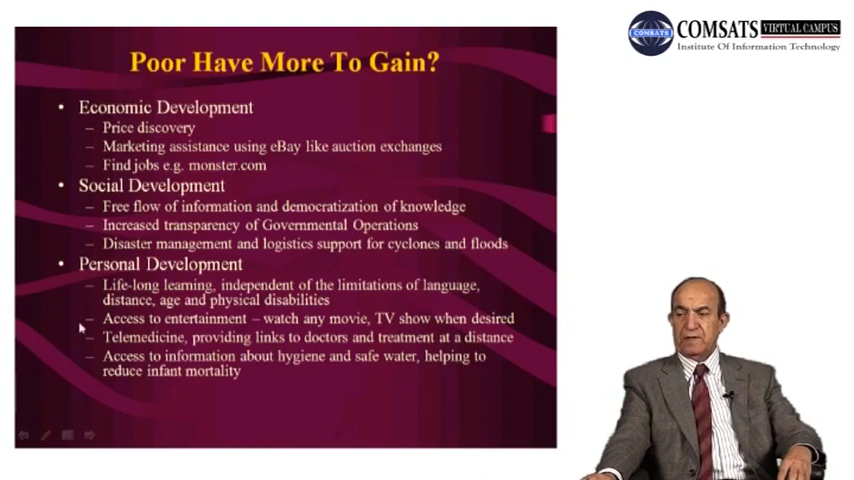 COMSATS VIRTUAL CAMPUS
COMSATS
Institute Of Information Technology
Poor Have More To Gain?
• Economic Development
– Price discovery
– Marketing assistance using eBay like auction exchanges
– Find jobs e.g. monster.com
• Social Development
– Free flow of information and democratization of knowledge
– Increased transparency of Governmental Operations
– Disaster management and logistics support for cyclones and floods
• Personal Development
– Life-long learning, independent of the limitations of language,
distance, age and physical disabilities
– Access to entertainment – watch any movie, TV show when desired
– Telemedicine, providing links to doctors and treatment at a distance
– Access to information about hygiene and safe water, helping to
reduce infant mortality